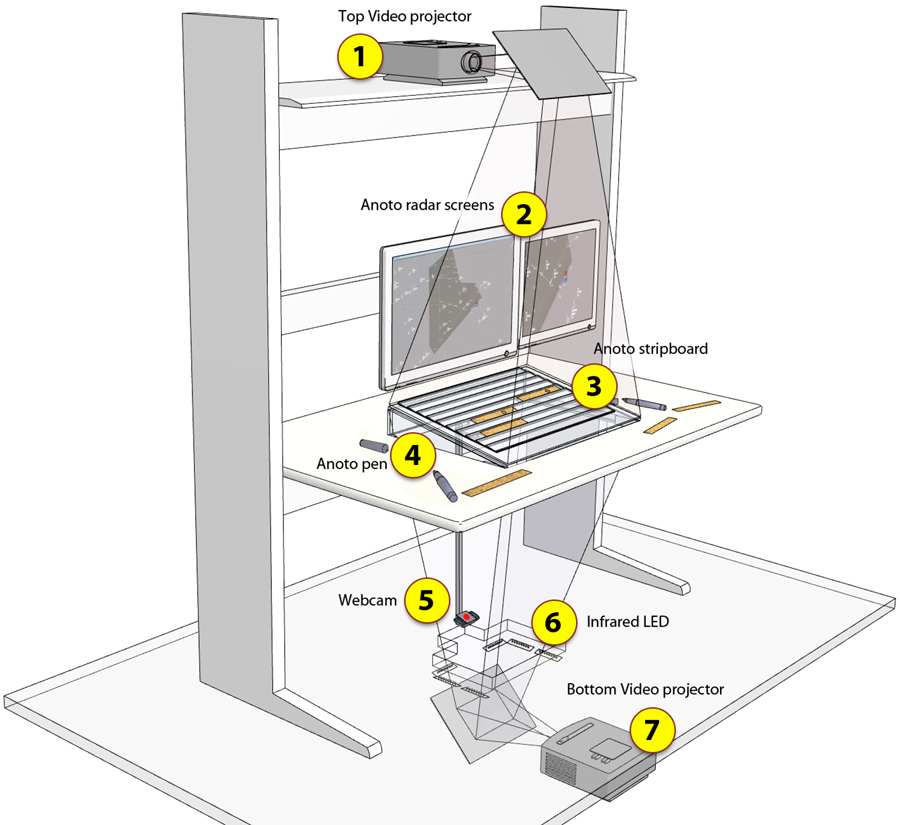 Top Video projector
1
Anoto radar screens
2
Anoto stripboard
3
Anoto pen
4
Webcam
5
6
Infrared LED
Bottom Video projector
7